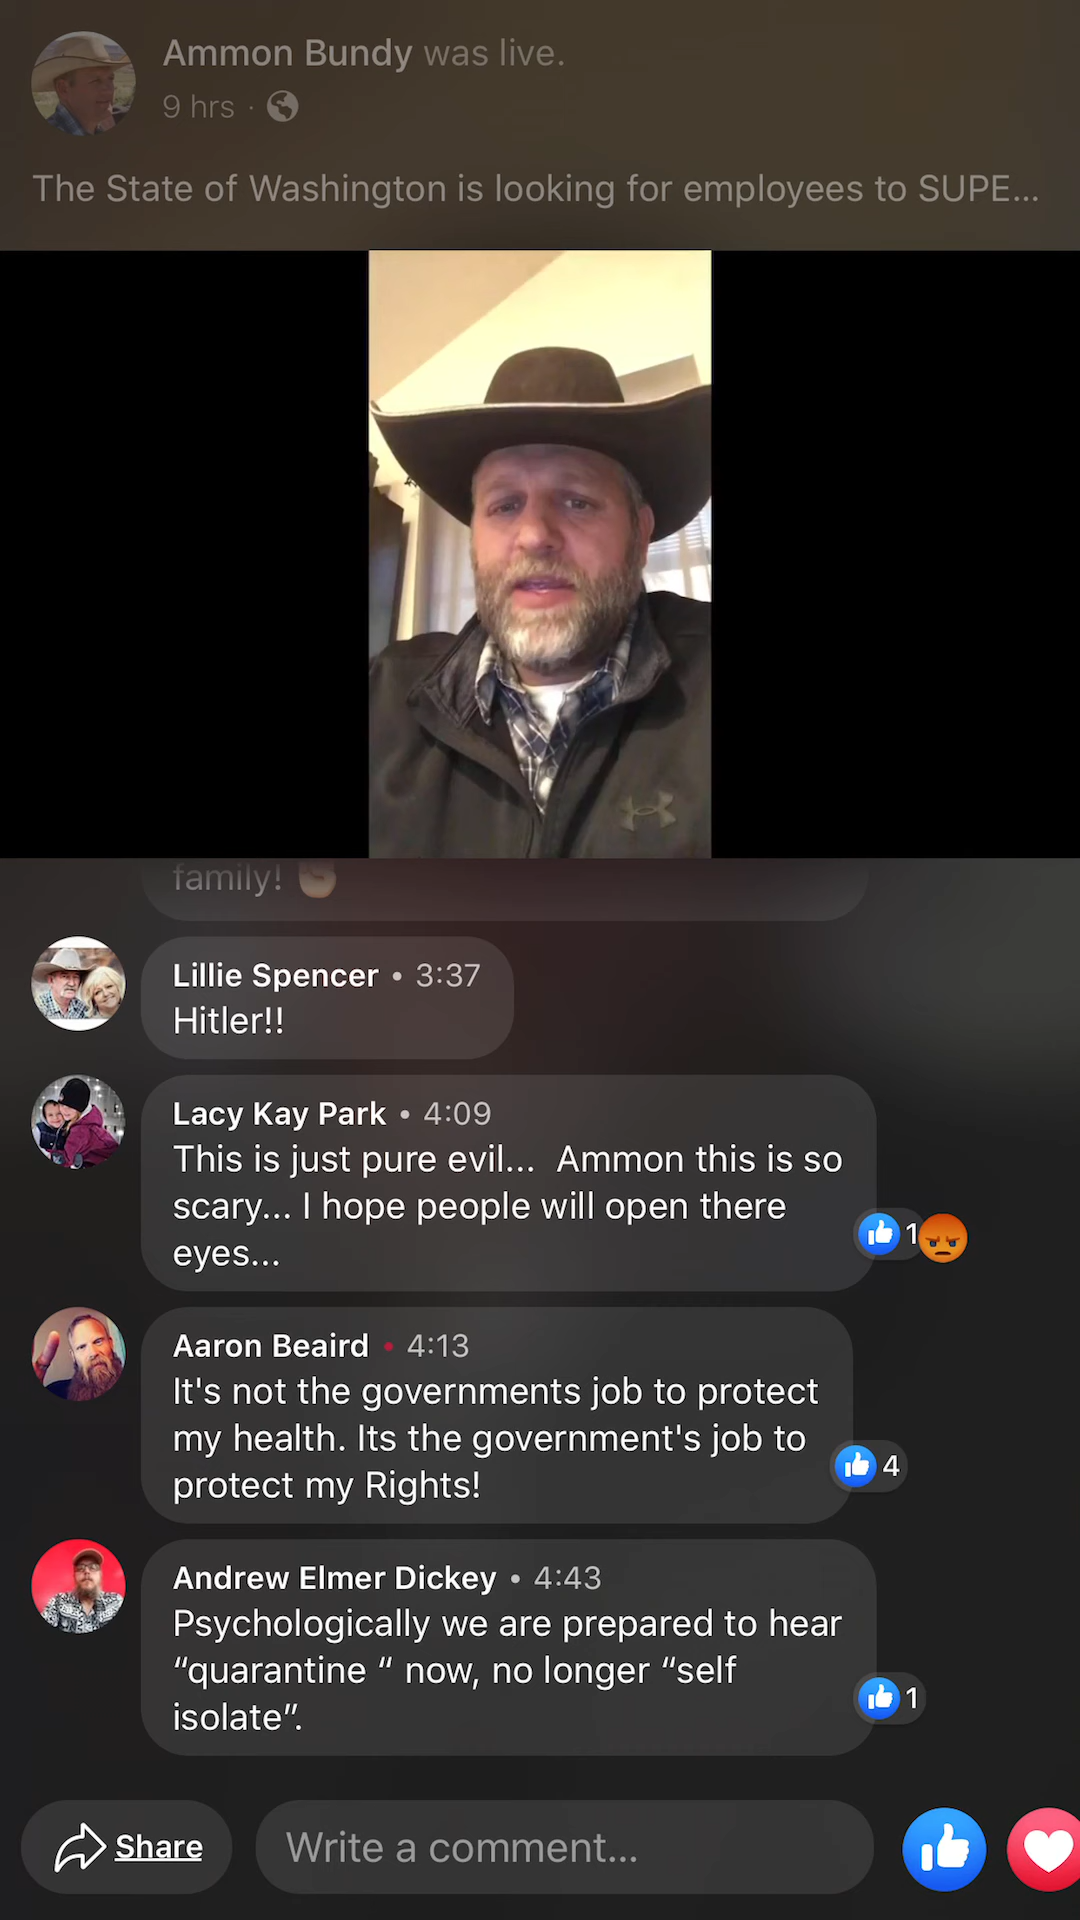 Ammon Bundy was live.
9 hrs ·
The State of Washington is looking for employees to SUPE...
family!
Lillie Spencer • 3:37
Hitler!!
Lacy Kay Park • 4:09
This is just pure evil... Ammon this is so
scary... I hope people will open there
eyes...
1
Aaron Beaird • 4:13
It's not the governments job to protect
my health. Its the government's job to
protect my Rights!
4
Andrew Elmer Dickey • 4:43
Psychologically we are prepared to hear
“quarantine “ now, no longer “self
isolate”.
1
Share
Write a comment...